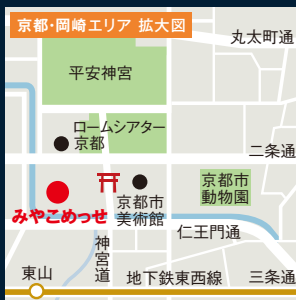 京都・岡崎エリア 拡大図
丸太町通
平安神宮
ロームシアター
京都
二条通
京都市
動物園
みやこめっせ
京都市
美術館
仁王門通
神宮道
東山
地下鉄東西線
三条通